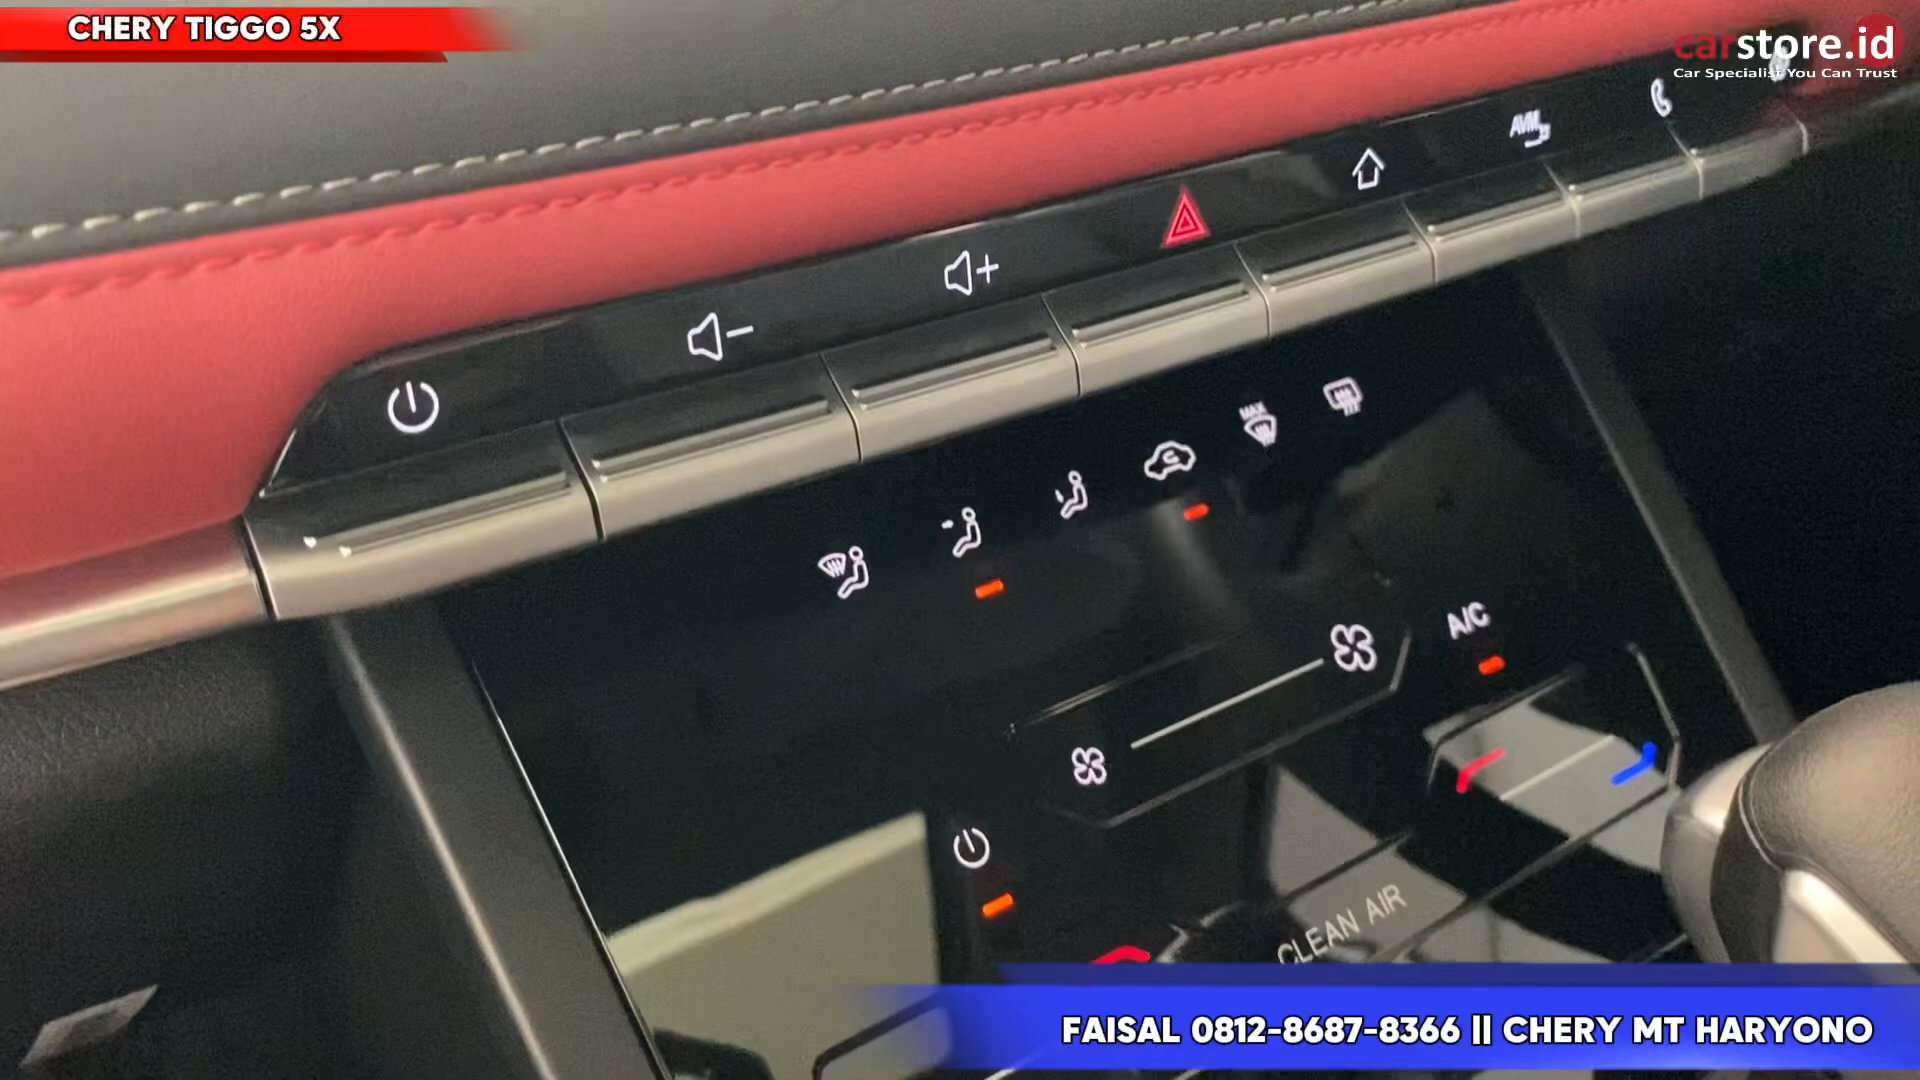 CHERY TIGGO 5X
carstore.id
Car Specialist You Can Trust
AVM
MAX
A/C
CLEAN AIR
FAISAL 0812-8687-8366 || CHERY MT HARYONO